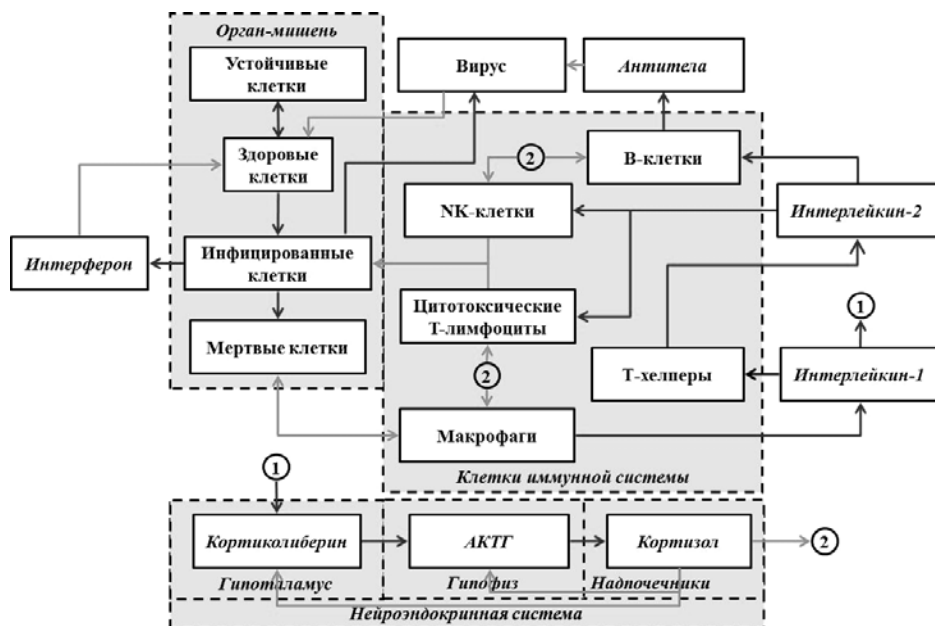 Орган-мишень
Устойчивые
клетки
Вирус
Антитела
Здоровые
клетки
2
В-клетки
NK-клетки
Интерлейкин-2
Интерферон
Инфицированные
клетки
Цитотоксические
Т-лимфоциты
1
Мертвые клетки
2
Т-хелперы
Интерлейкин-1
Макрофаги
1
Клетки иммунной системы
Кортиколиберин
АКТГ
Кортизол
2
Гипоталамус
Гипофиз
Надпочечники
Нейроэндокринная система